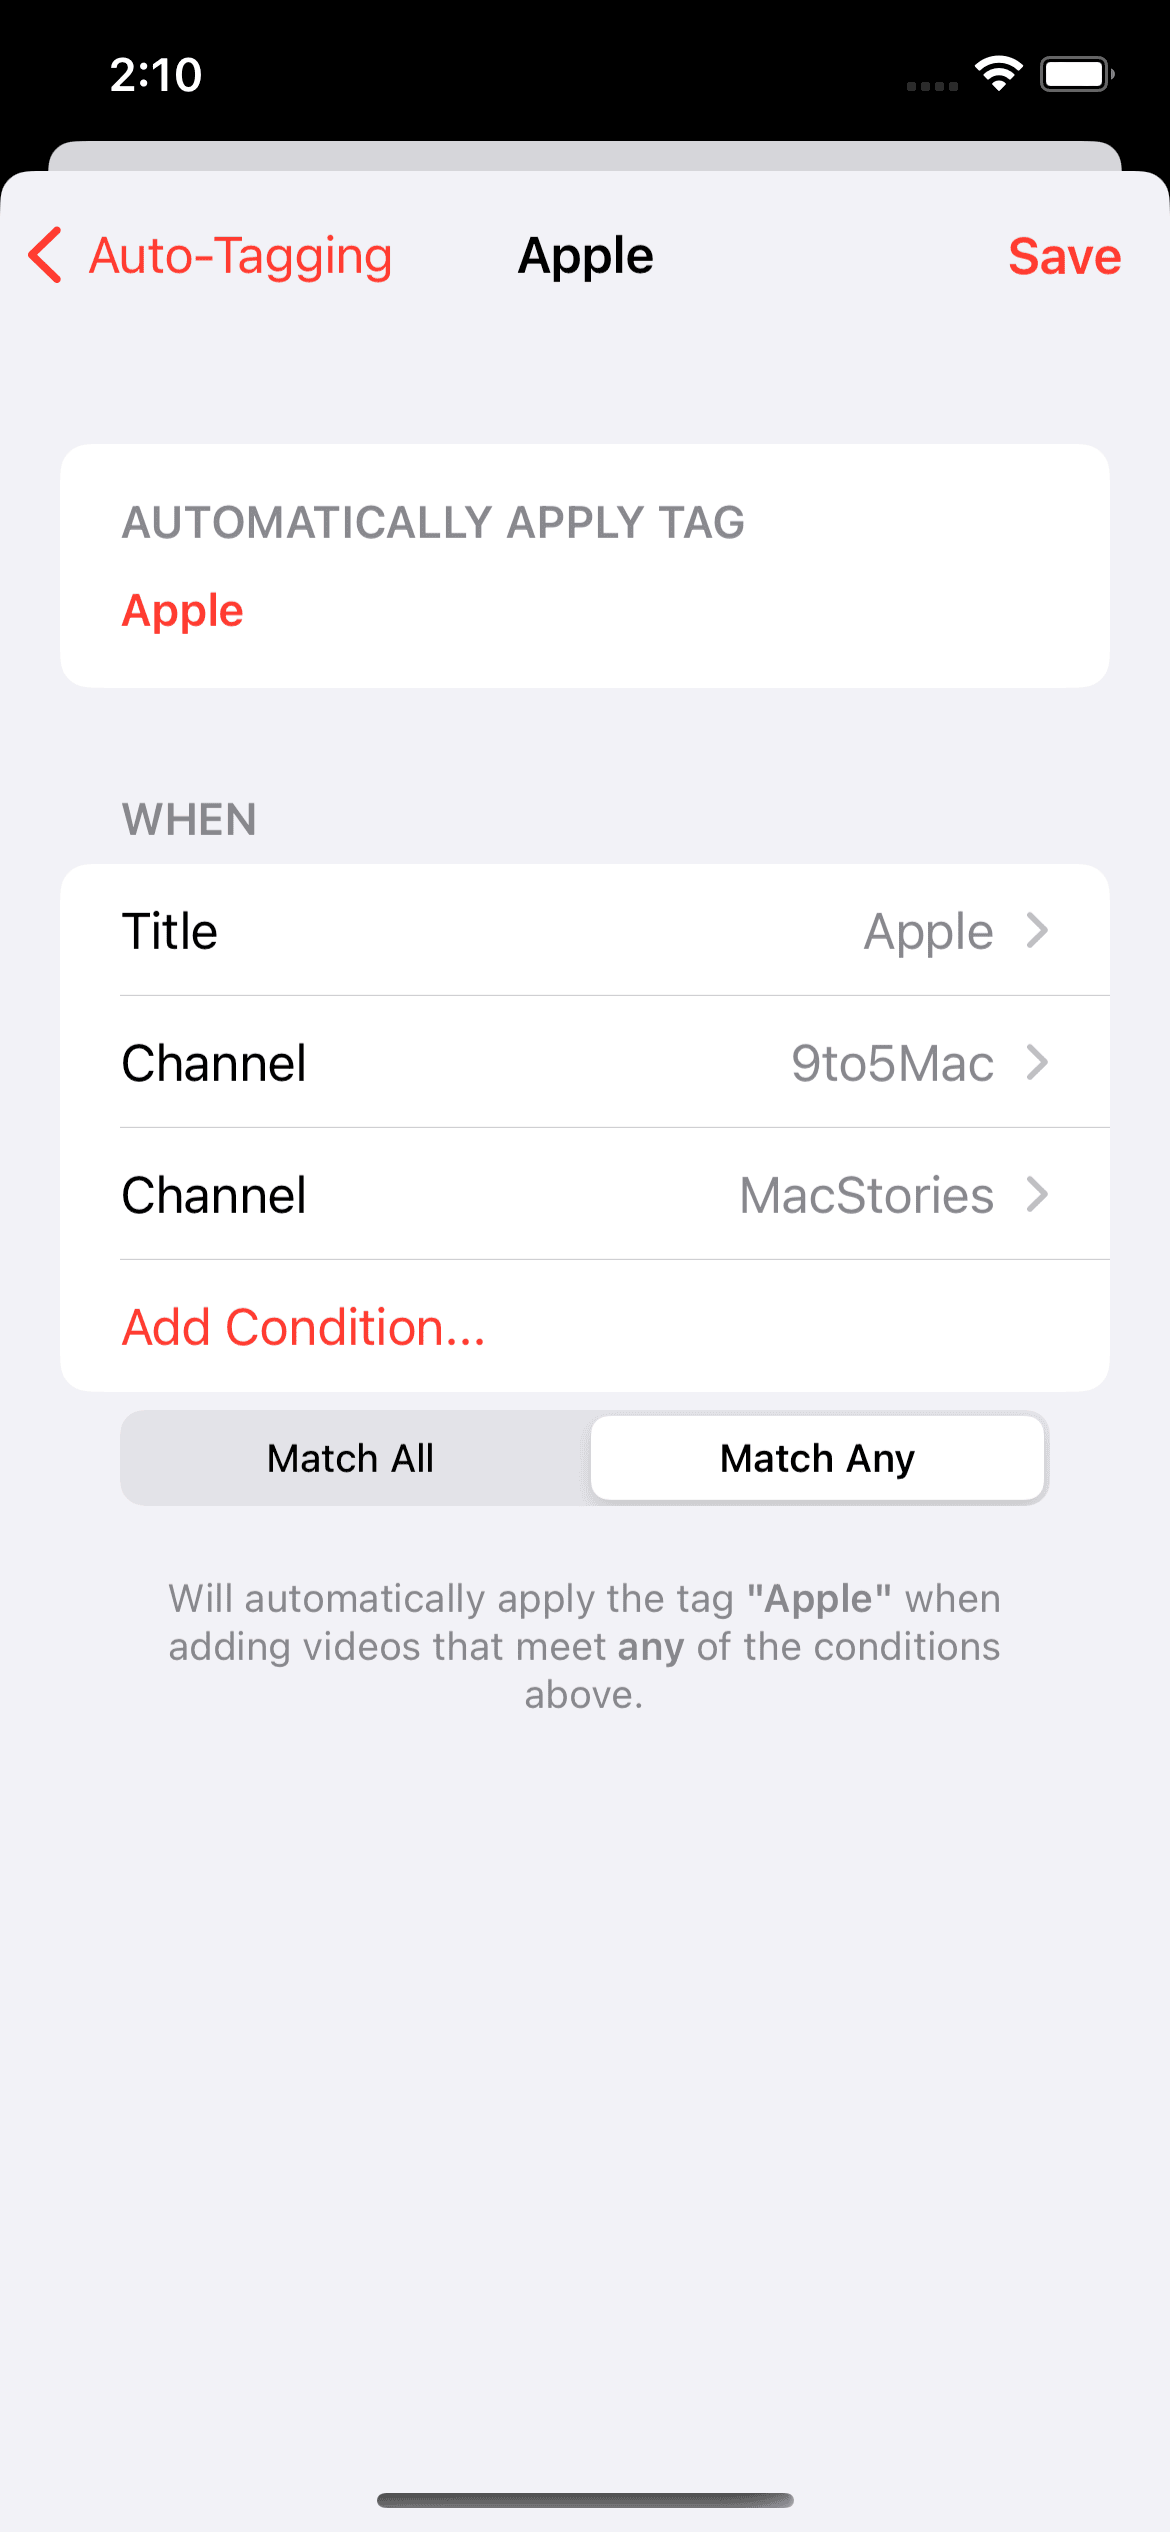 2:10
Auto-Tagging
Apple
Save
AUTOMATICALLY APPLY TAG
Apple
WHEN
Title
Apple
Channel
9to5Mac
Channel
MacStories
Add Condition...
Match All
Match Any
Will automatically apply the tag "Apple" when
adding videos that meet any of the conditions
above.